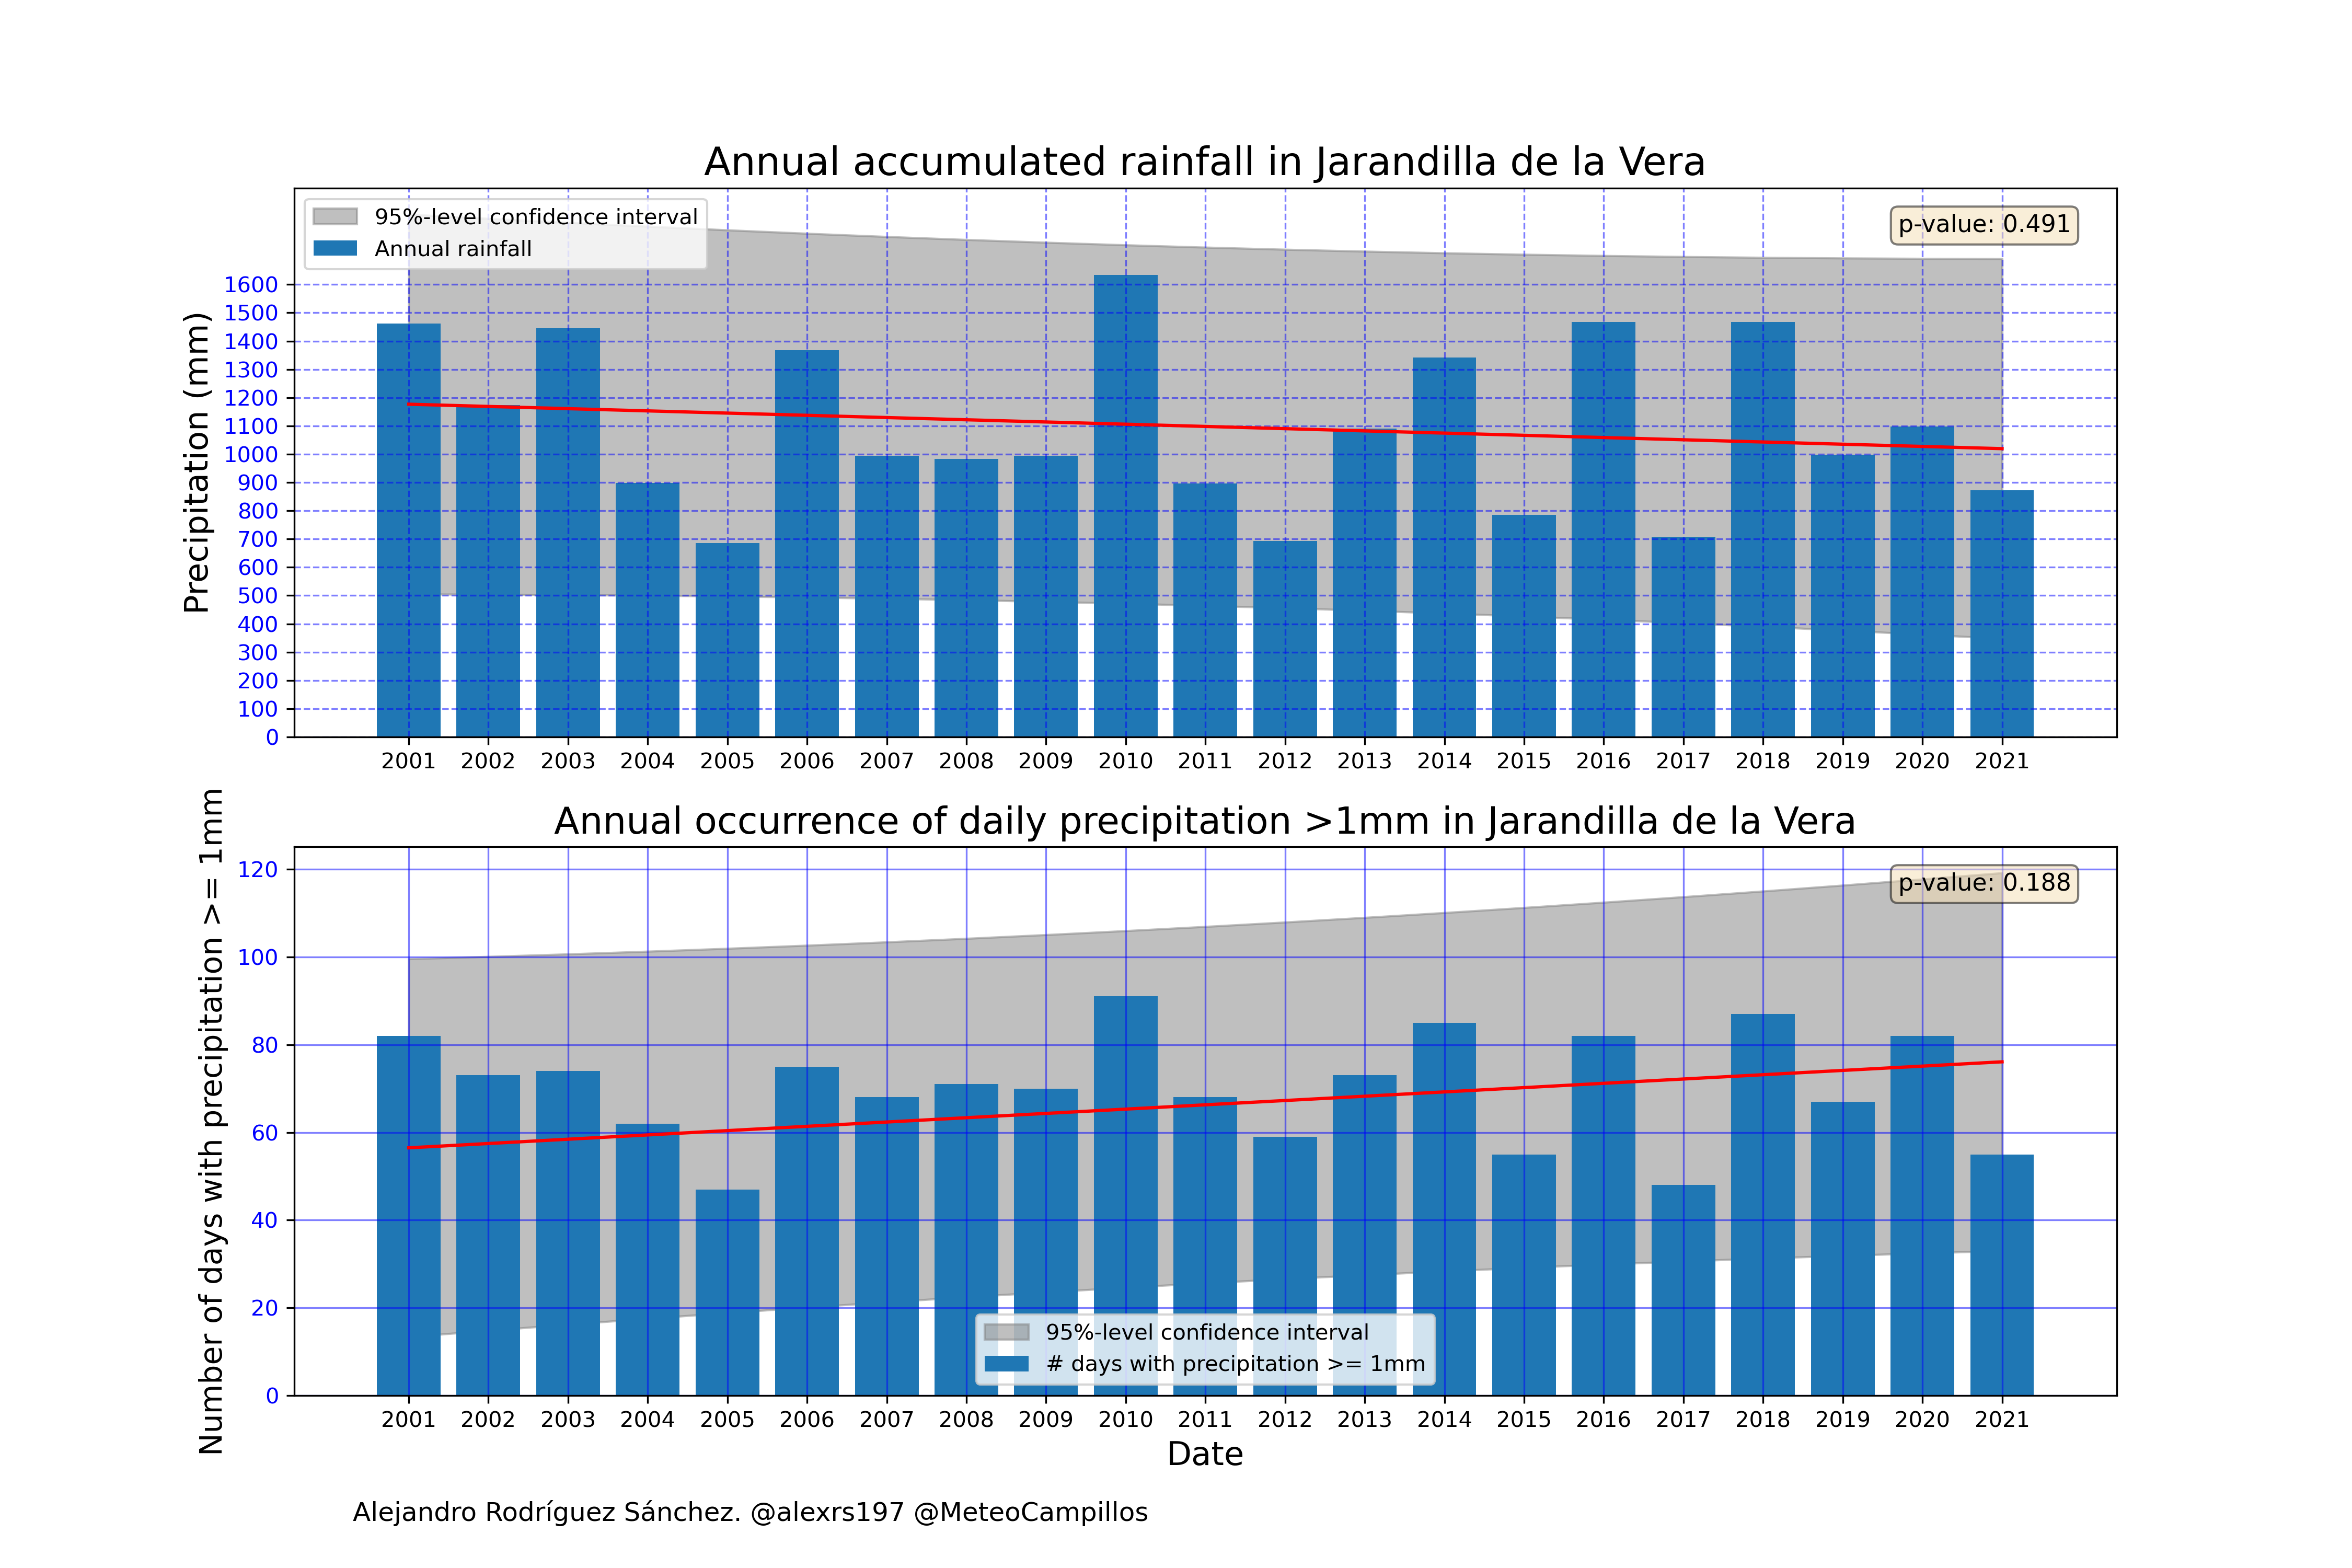 Annual accumulated rainfall in Jarandilla de la Vera
95%-level confidence interval
Annual rainfall
p-value: 0.491
Precipitation (mm)
1600
1500
1400
1300
1200
1100
1000
900
800
700
600
500
400
300
200
100
0
2001 2002 2003 2004 2005 2006 2007 2008 2009 2010 2011 2012 2013 2014 2015 2016 2017 2018 2019 2020 2021
Annual occurrence of daily precipitation >1mm in Jarandilla de la Vera
p-value: 0.188
Number of days with precipitation >= 1mm
120
100
80
60
40
20
0
95%-level confidence interval
# days with precipitation >= 1mm
2001 2002 2003 2004 2005 2006 2007 2008 2009 2010 2011 2012 2013 2014 2015 2016 2017 2018 2019 2020 2021
Date
Alejandro Rodríguez Sánchez. @alexrs197 @MeteoCampillos